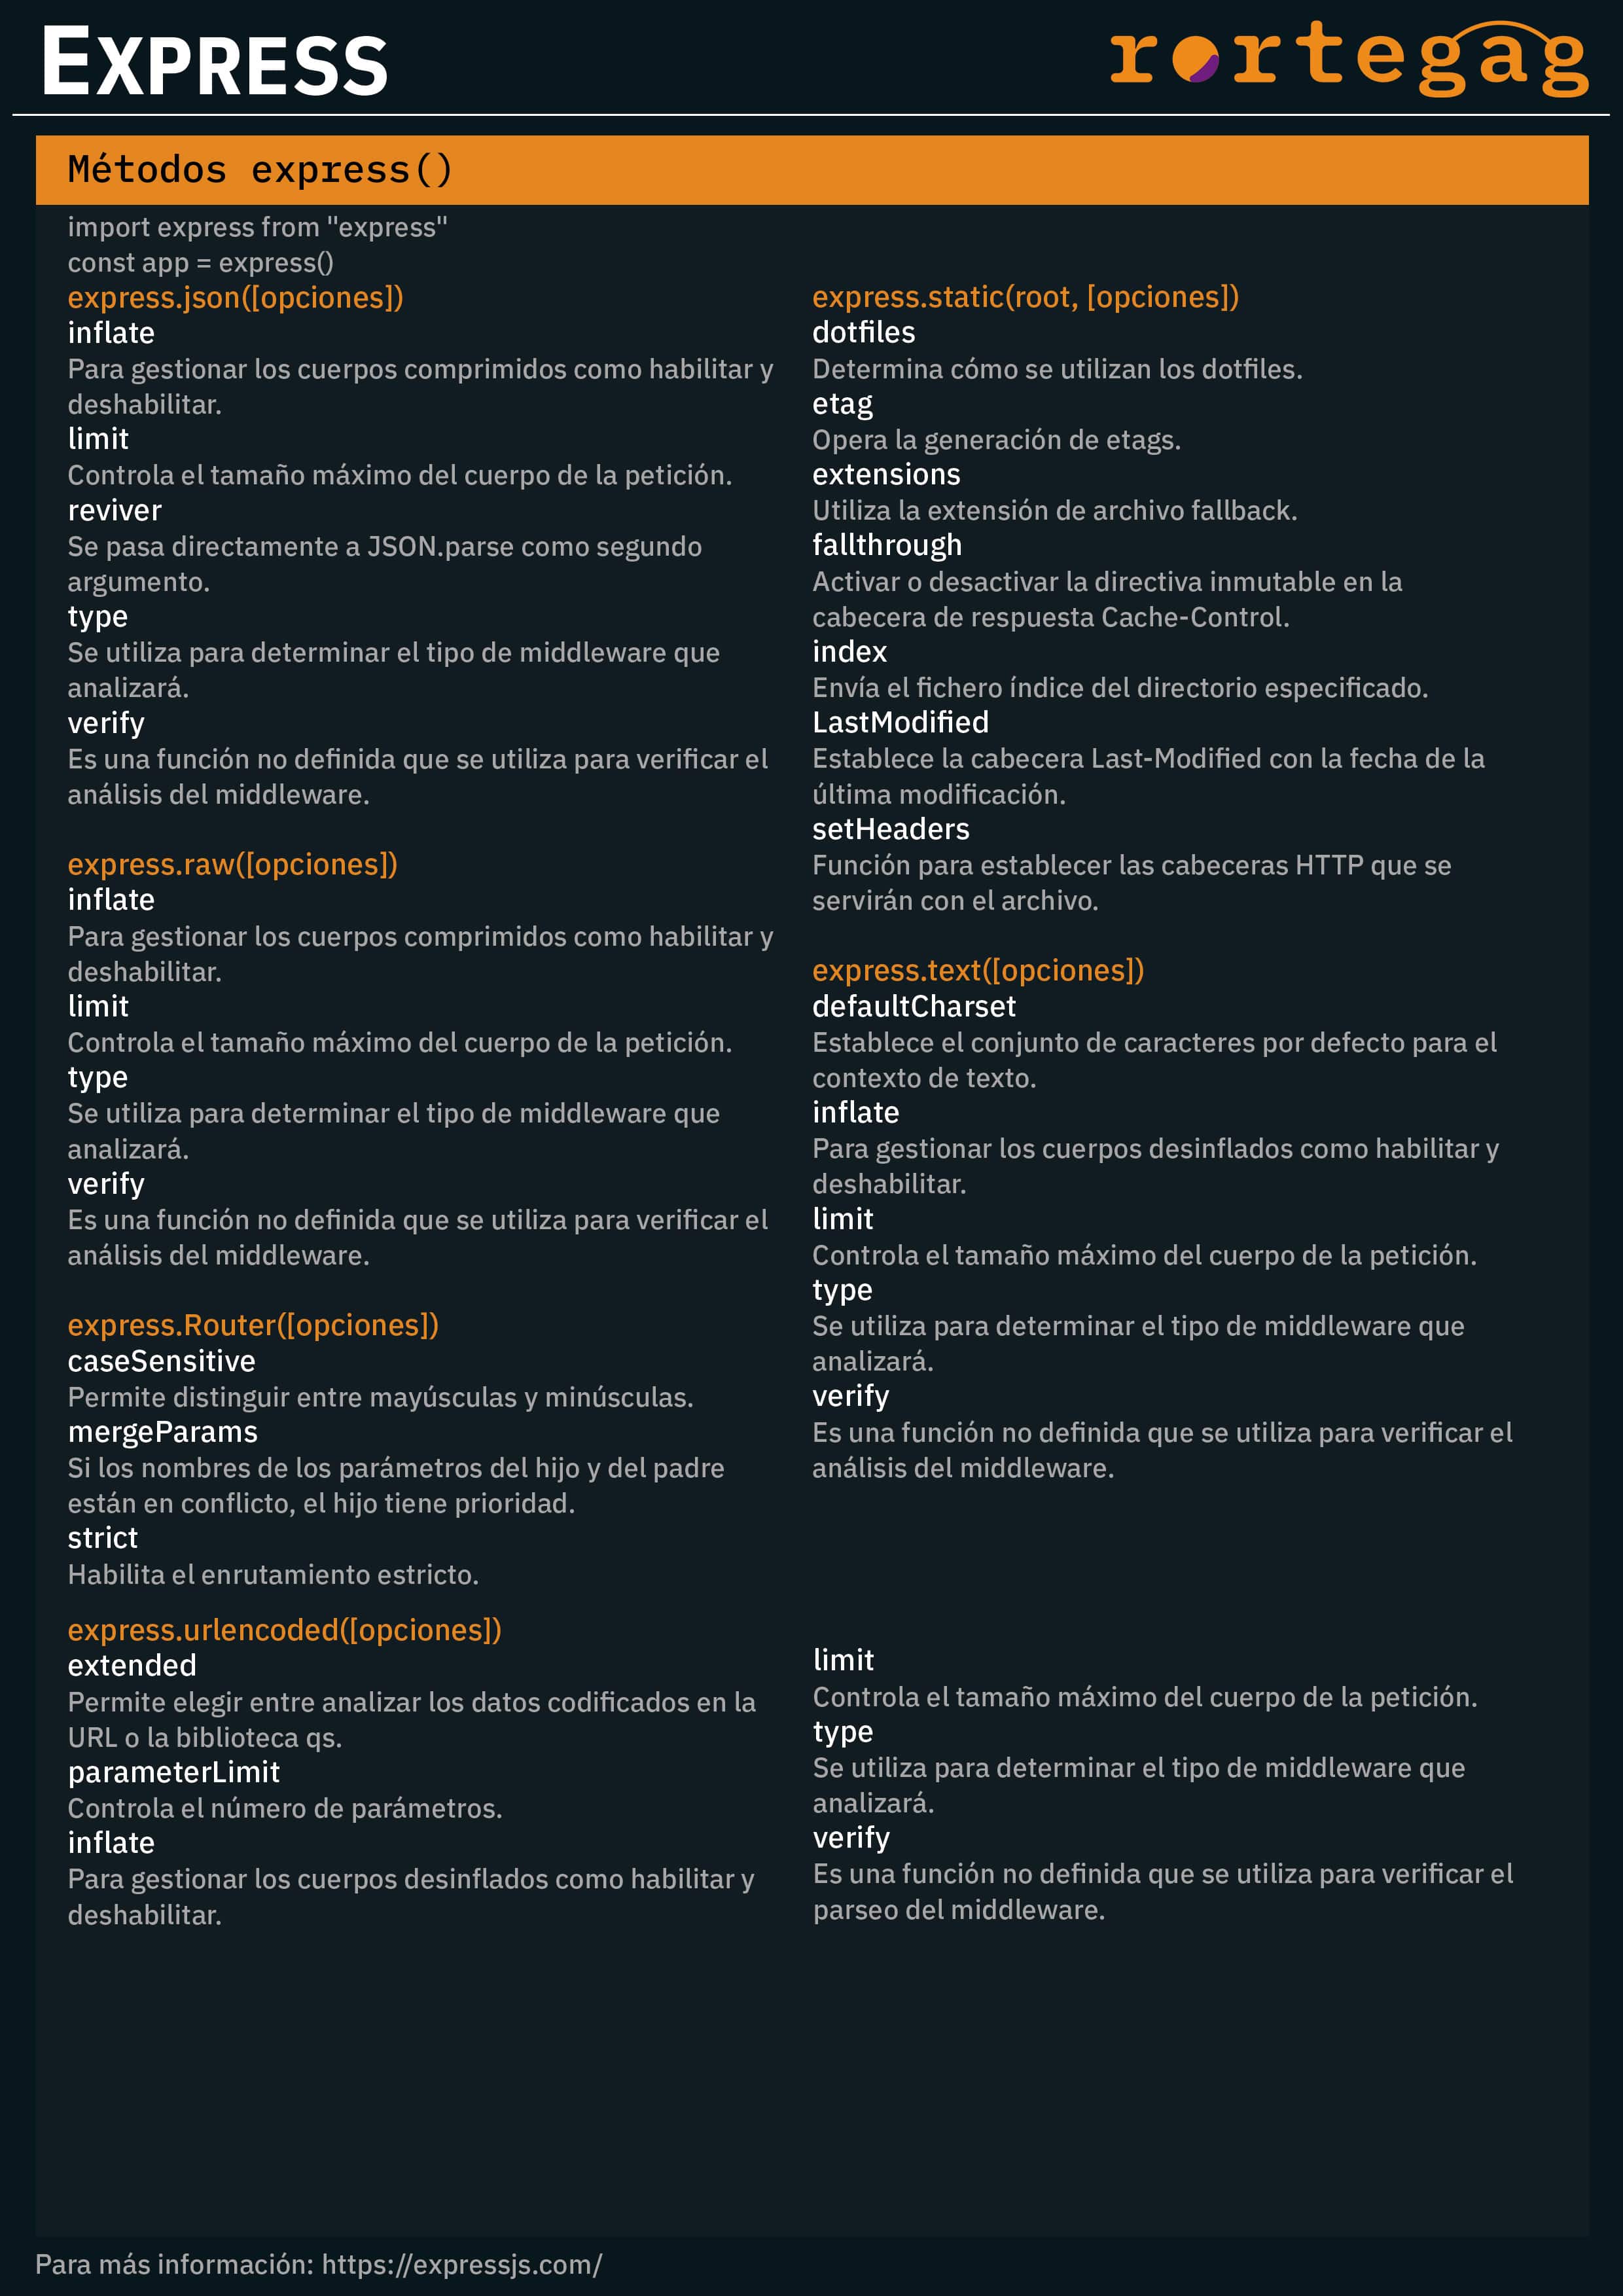 EXPRESS
rortegag
Métodos express()
import express from "express"
const app = express()
express.json([opciones])
inflate
Para gestionar los cuerpos comprimidos como habilitar y
deshabilitar.
limit
Controla el tamaño máximo del cuerpo de la petición.
reviver
Se pasa directamente a JSON.parse como segundo
argumento.
type
Se utiliza para determinar el tipo de middleware que
analizará.
verify
Es una función no definida que se utiliza para verificar el
análisis del middleware.
express.raw([opciones])
inflate
Para gestionar los cuerpos comprimidos como habilitar y
deshabilitar.
limit
Controla el tamaño máximo del cuerpo de la petición.
type
Se utiliza para determinar el tipo de middleware que
analizará.
verify
Es una función no definida que se utiliza para verificar el
análisis del middleware.
express.Router([opciones])
caseSensitive
Permite distinguir entre mayúsculas y minúsculas.
mergeParams
Si los nombres de los parámetros del hijo y del padre
están en conflicto, el hijo tiene prioridad.
strict
Habilita el enrutamiento estricto.
express.static(root, [opciones])
dotfiles
Determina cómo se utilizan los dotfiles.
etag
Opera la generación de etags.
extensions
Utiliza la extensión de archivo fallback.
fallthrough
Activar o desactivar la directiva inmutable en la
cabecera de respuesta Cache-Control.
index
Envía el fichero índice del directorio especificado.
LastModified
Establece la cabecera Last-Modified con la fecha de la
última modificación.
setHeaders
Función para establecer las cabeceras HTTP que se
servirán con el archivo.
express.text([opciones])
defaultCharset
Establece el conjunto de caracteres por defecto para el
contexto de texto.
inflate
Para gestionar los cuerpos desinflados como habilitar y
deshabilitar.
limit
Controla el tamaño máximo del cuerpo de la petición.
type
Se utiliza para determinar el tipo de middleware que
analizará.
verify
Es una función no definida que se utiliza para verificar el
análisis del middleware.
express.urlencoded([opciones])
extended
Permite elegir entre analizar los datos codificados en la
URL o la biblioteca qs.
parameterLimit
Controla el número de parámetros.
inflate
Para gestionar los cuerpos desinflados como habilitar y
deshabilitar.
limit
Controla el tamaño máximo del cuerpo de la petición.
type
Se utiliza para determinar el tipo de middleware que
analizará.
verify
Es una función no definida que se utiliza para verificar el
parseo del middleware.
Para más información: https://expressjs.com/